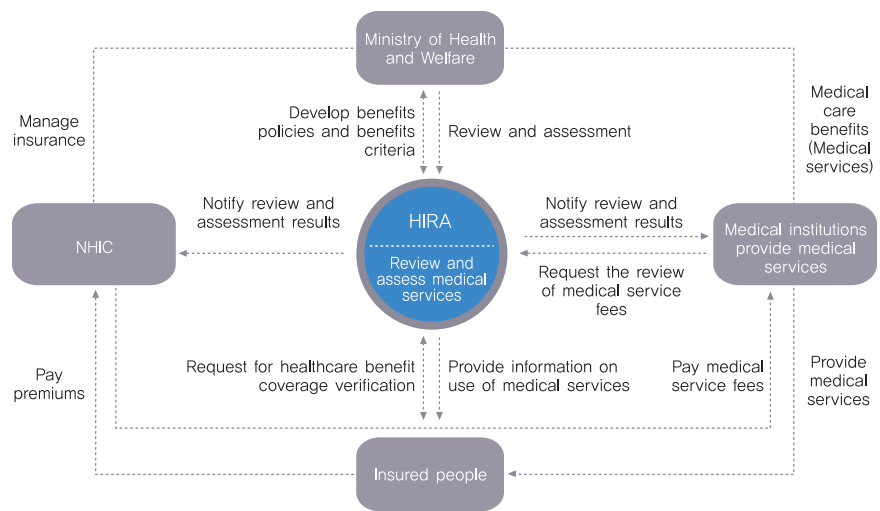 Ministry of Health
and Welfare
Manage
insurance
Develop benefits
policies and benefits
criteria
Review and assessment
Medical
care
benefits
(Medical
services)
NHIC
Notify review and
assessment results
HIRA
Review and
assess medical
services
Notify review and
assessment results
Request the review
of medical service
fees
Medical institutions
provide medical
services
Pay
premiums
Request for healthcare benefit
coverage verification
Provide information on
use of medical services
Pay medical
service fees
Provide
medical
services
Insured people